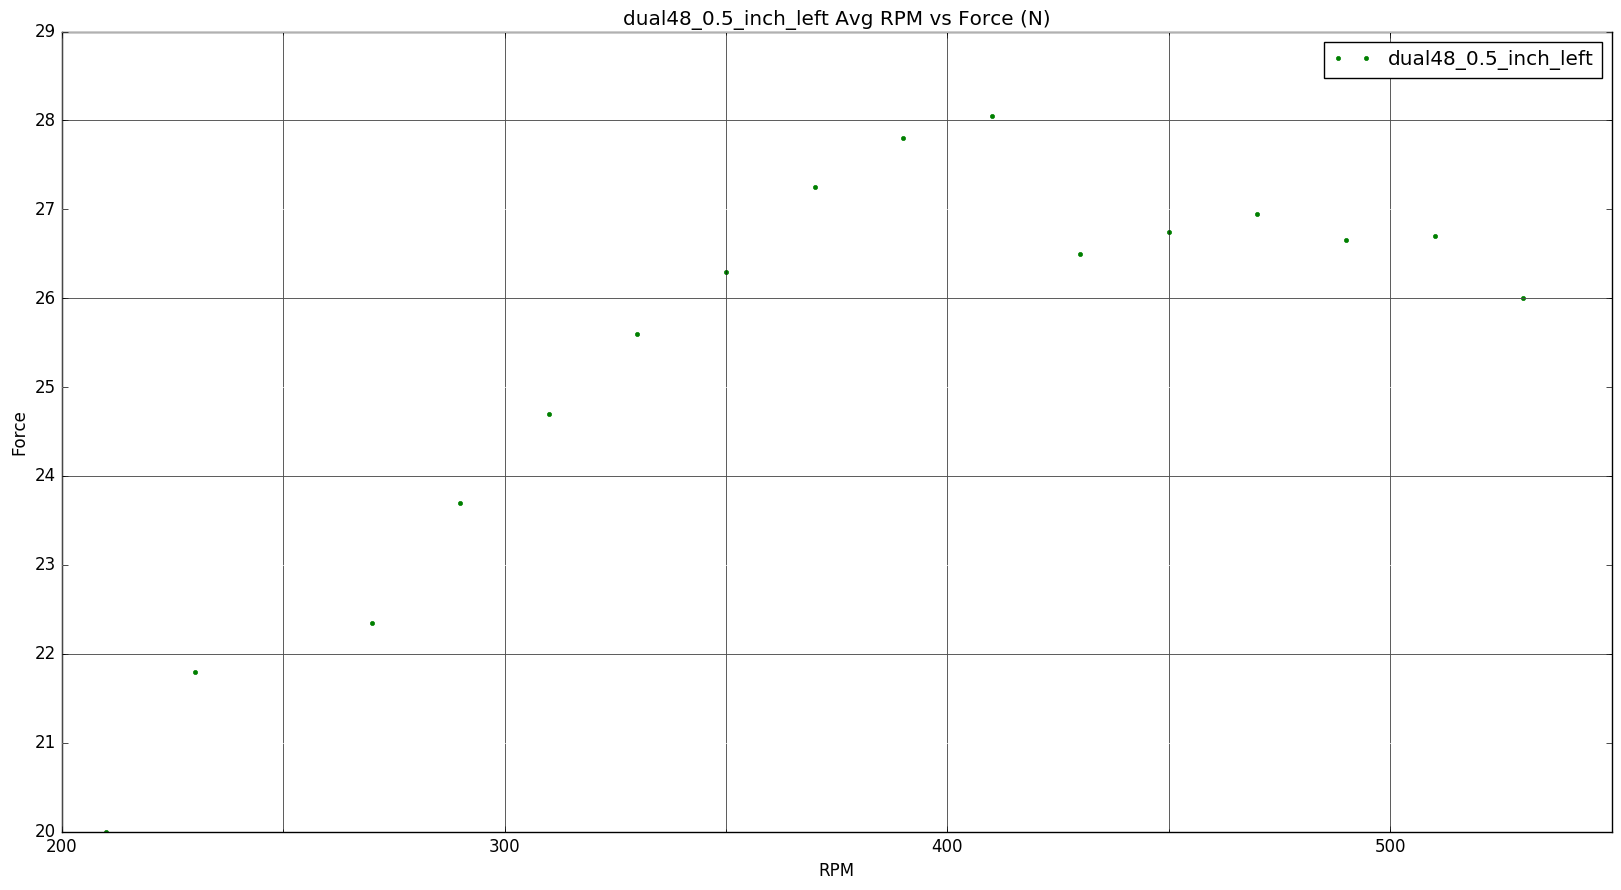 dual48_0.5_inch_left Avg RPM vs Force (N)
dual48_0.5_inch_left
29
28
27
26
25
24
23
22
21
20
Force
200 300 400 500
RPM